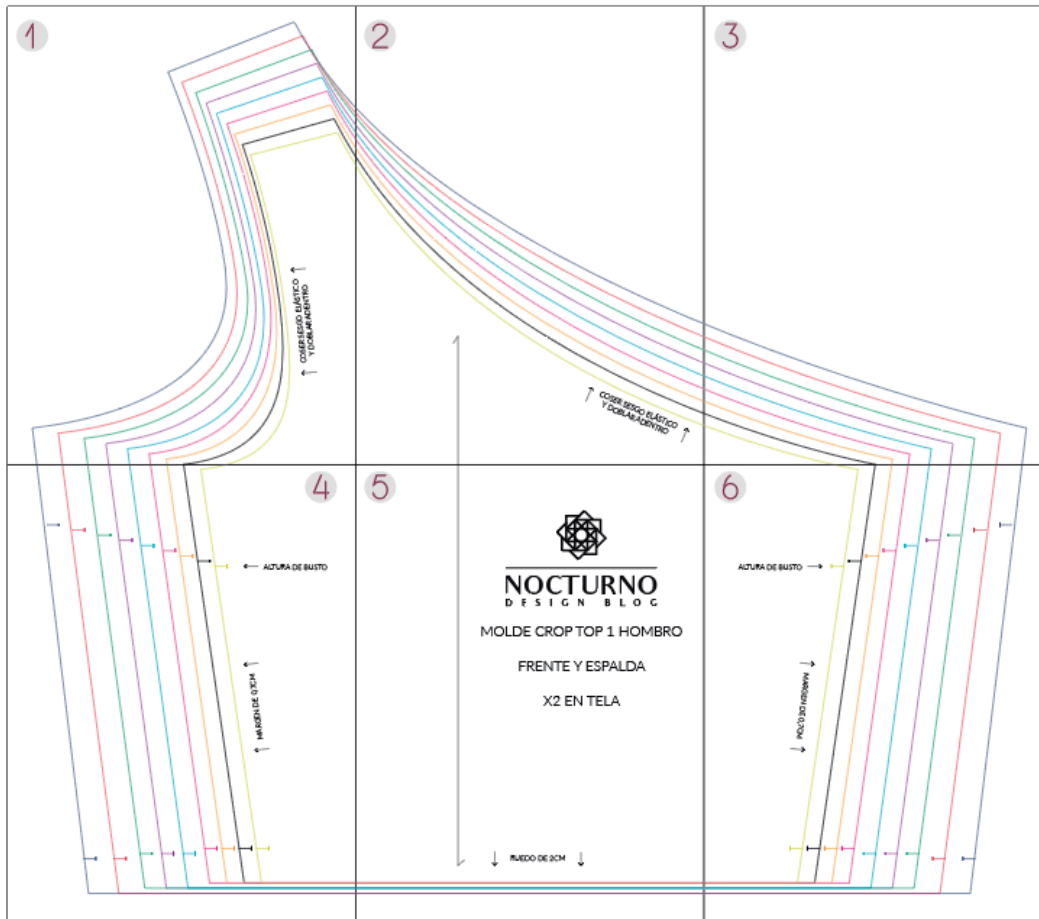 1
2
3
COSER SESGO ELÁSTICO
Y DOBLAR ADENTRO
COSER SESGO ELÁSTICO
Y DOBLAR ADENTRO
4
5
6
ALTURA DE BUSTO
ALTURA DE BUSTO
NOCTURNO
DESIGN BLOG
MOLDE CROP TOP 1 HOMBRO
FRENTE Y ESPALDA
X2 EN TELA
MARGEN DE 0,7CM
MARGEN DE 0,7CM
RUEDO DE 2CM